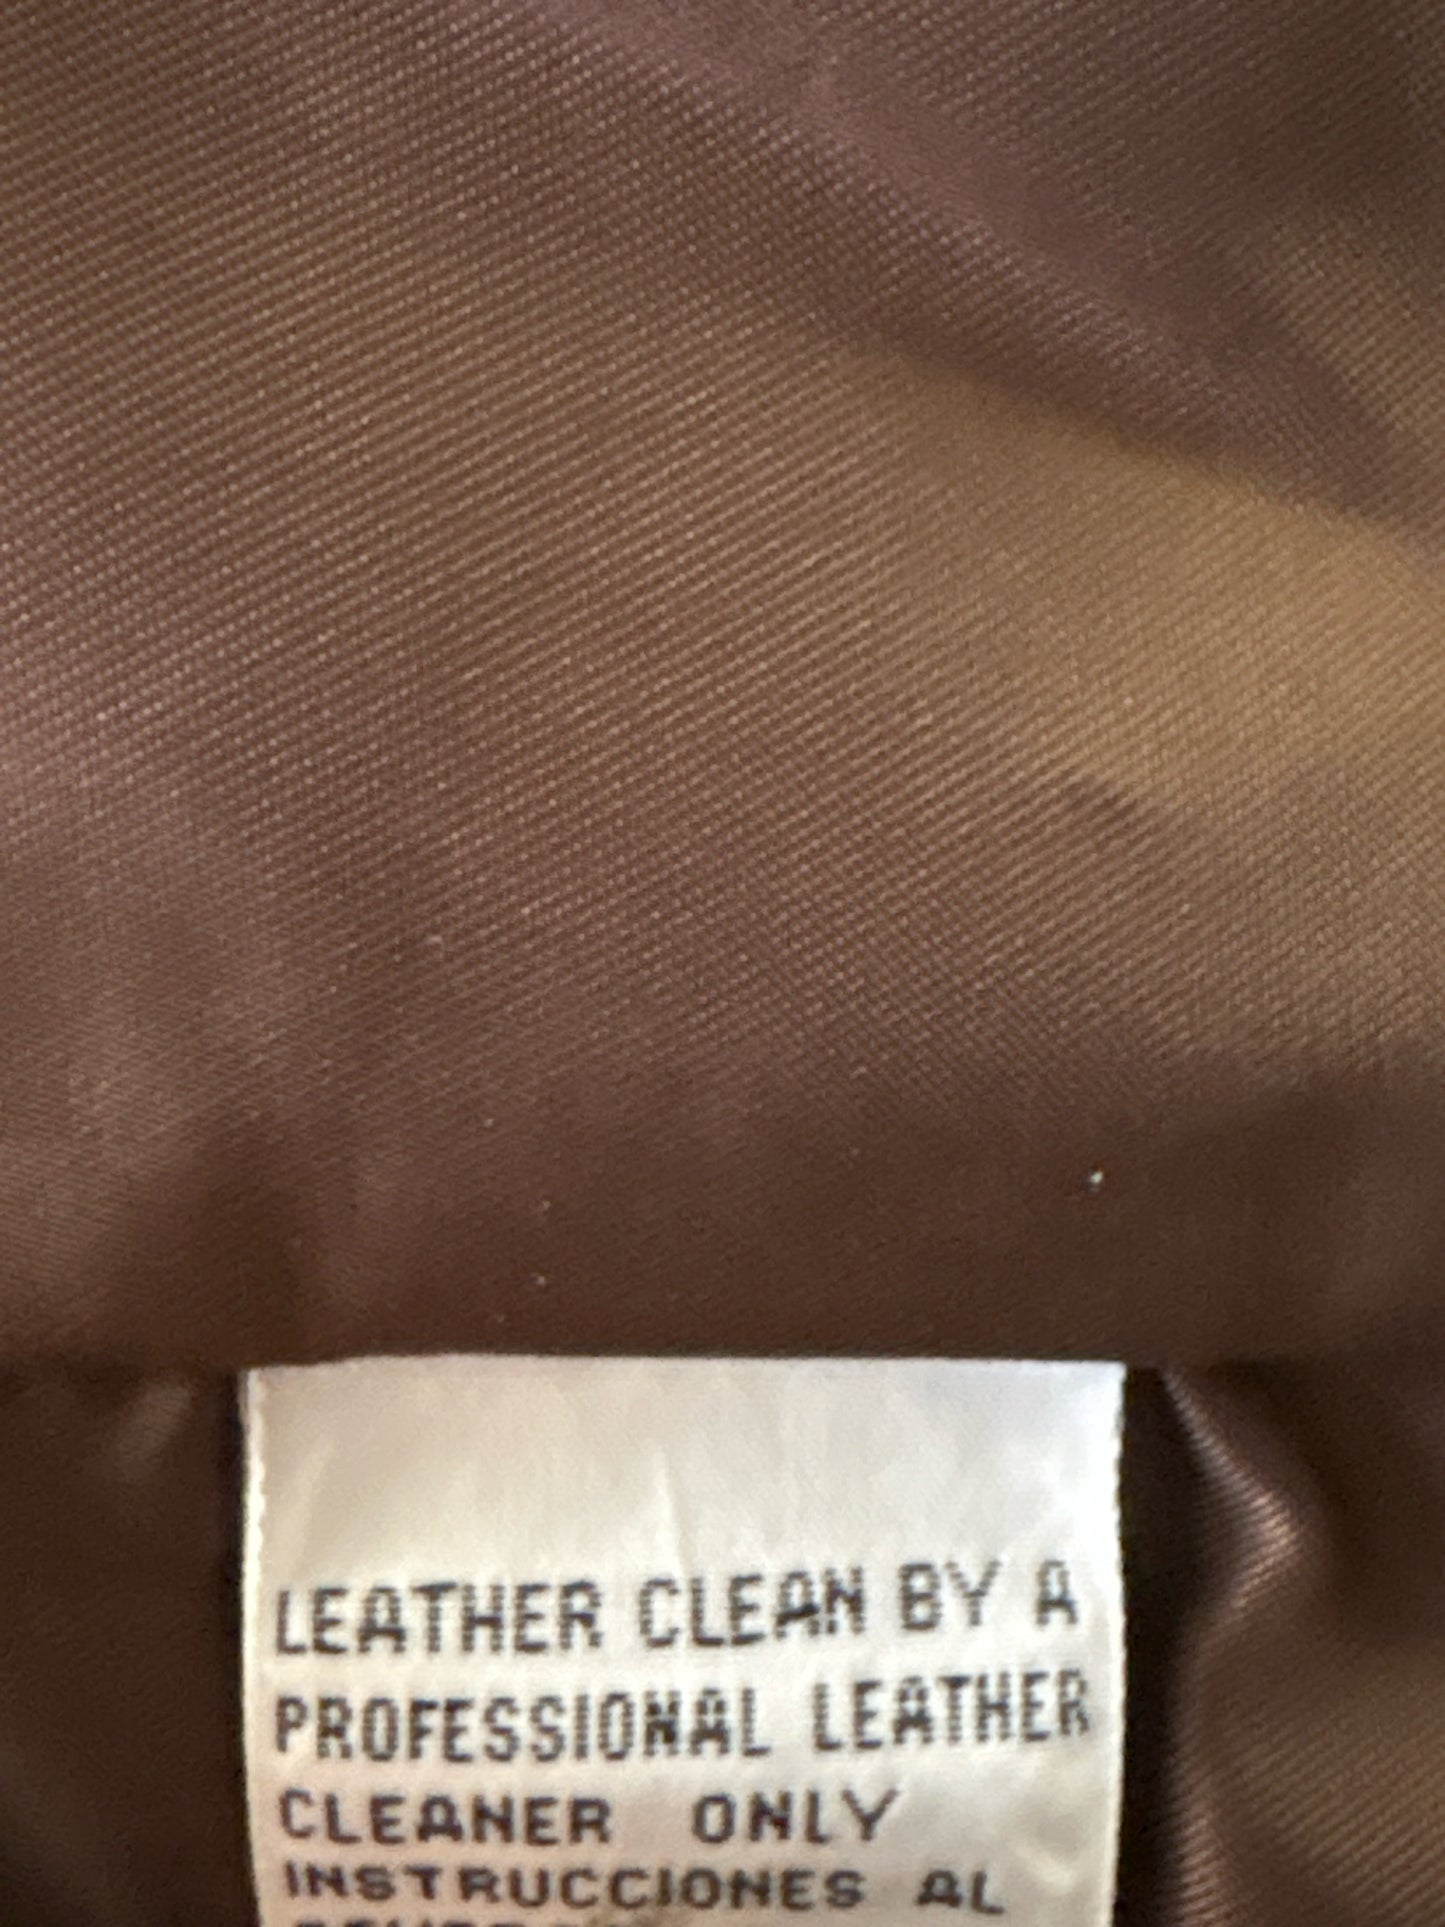 LEATHER CLEAN BY A
PROFESSIONAL LEATHER
CLEANER ONLY
INSTRUCCIONES AL